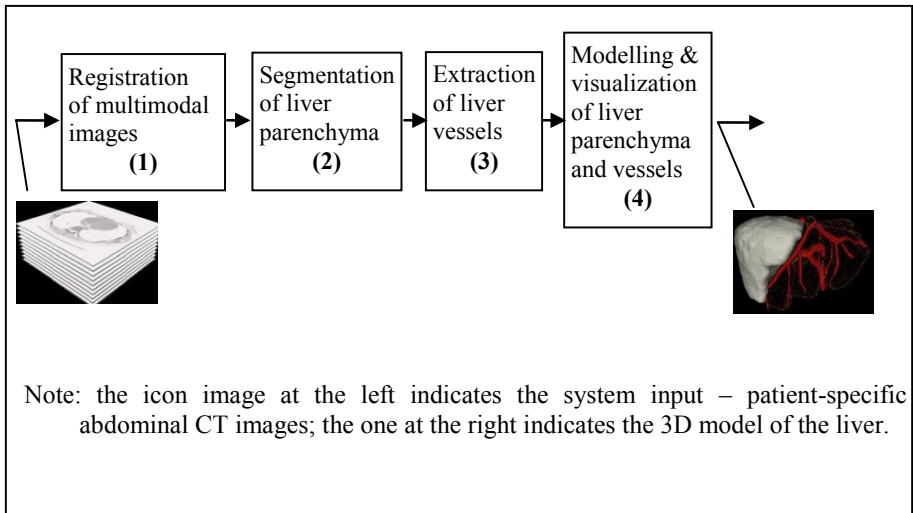 Registration
of multimodal
images
(1)
Segmentation
of liver
parenchyma
(2)
Extraction
of liver
vessels
(3)
Modelling &
visualization
of liver
parenchyma
and vessels
(4)
Note: the icon image at the left indicates the system input – patient-specific
abdominal CT images; the one at the right indicates the 3D model of the liver.